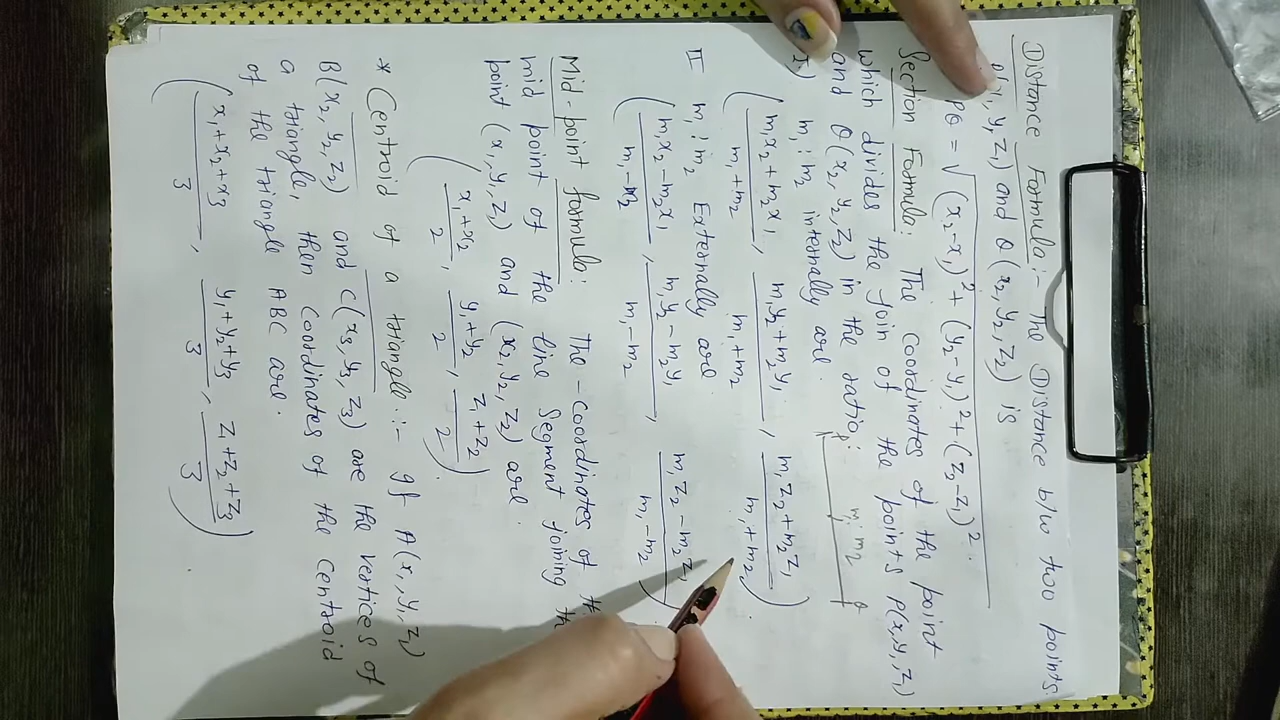 Distance Formula:- The Distance b/w two points
P(x₁, y₁, z₁) and Q(x₂, y₂, z₂) is
PQ = √(x₂-x₁)² + (y₂-y₁)² + (z₂-z₁)².
Section Formula: The coordinates of the point
which divides the join of the points P(x₁, y₁, z₁)
and Q(x₂, y₂, z₂) in the ratio:
P m₁:m₂ Q
I) m₁:m₂ internally are.
((m₁x₂+m₂x₁)/(m₁+m₂), (m₁y₂+m₂y₁)/(m₁+m₂), (m₁z₂+m₂z₁)/(m₁+m₂)).
II m₁:m₂ Externally are
((m₁x₂-m₂x₁)/(m₁-m₂), (m₁y₂-m₂y₁)/(m₁-m₂), (m₁z₂-m₂z₁)/(m₁-m₂))
Mid-point formula: The -coordinates of
mid point of the line Segment joining
point (x₁, y₁, z₁) and (x₂, y₂, z₂) are.
((x₁+x₂)/2, (y₁+y₂)/2, (z₁+z₂)/2).
* Centroid of a triangle:- If A(x₁, y₁, z₁)
B(x₂, y₂, z₂) and C(x₃, y₃, z₃) are the vertices of
a triangle, then coordinates of the centroid
of the triangle ABC are.
((x₁+x₂+x₃)/3, (y₁+y₂+y₃)/3, (z₁+z₂+z₃)/3)